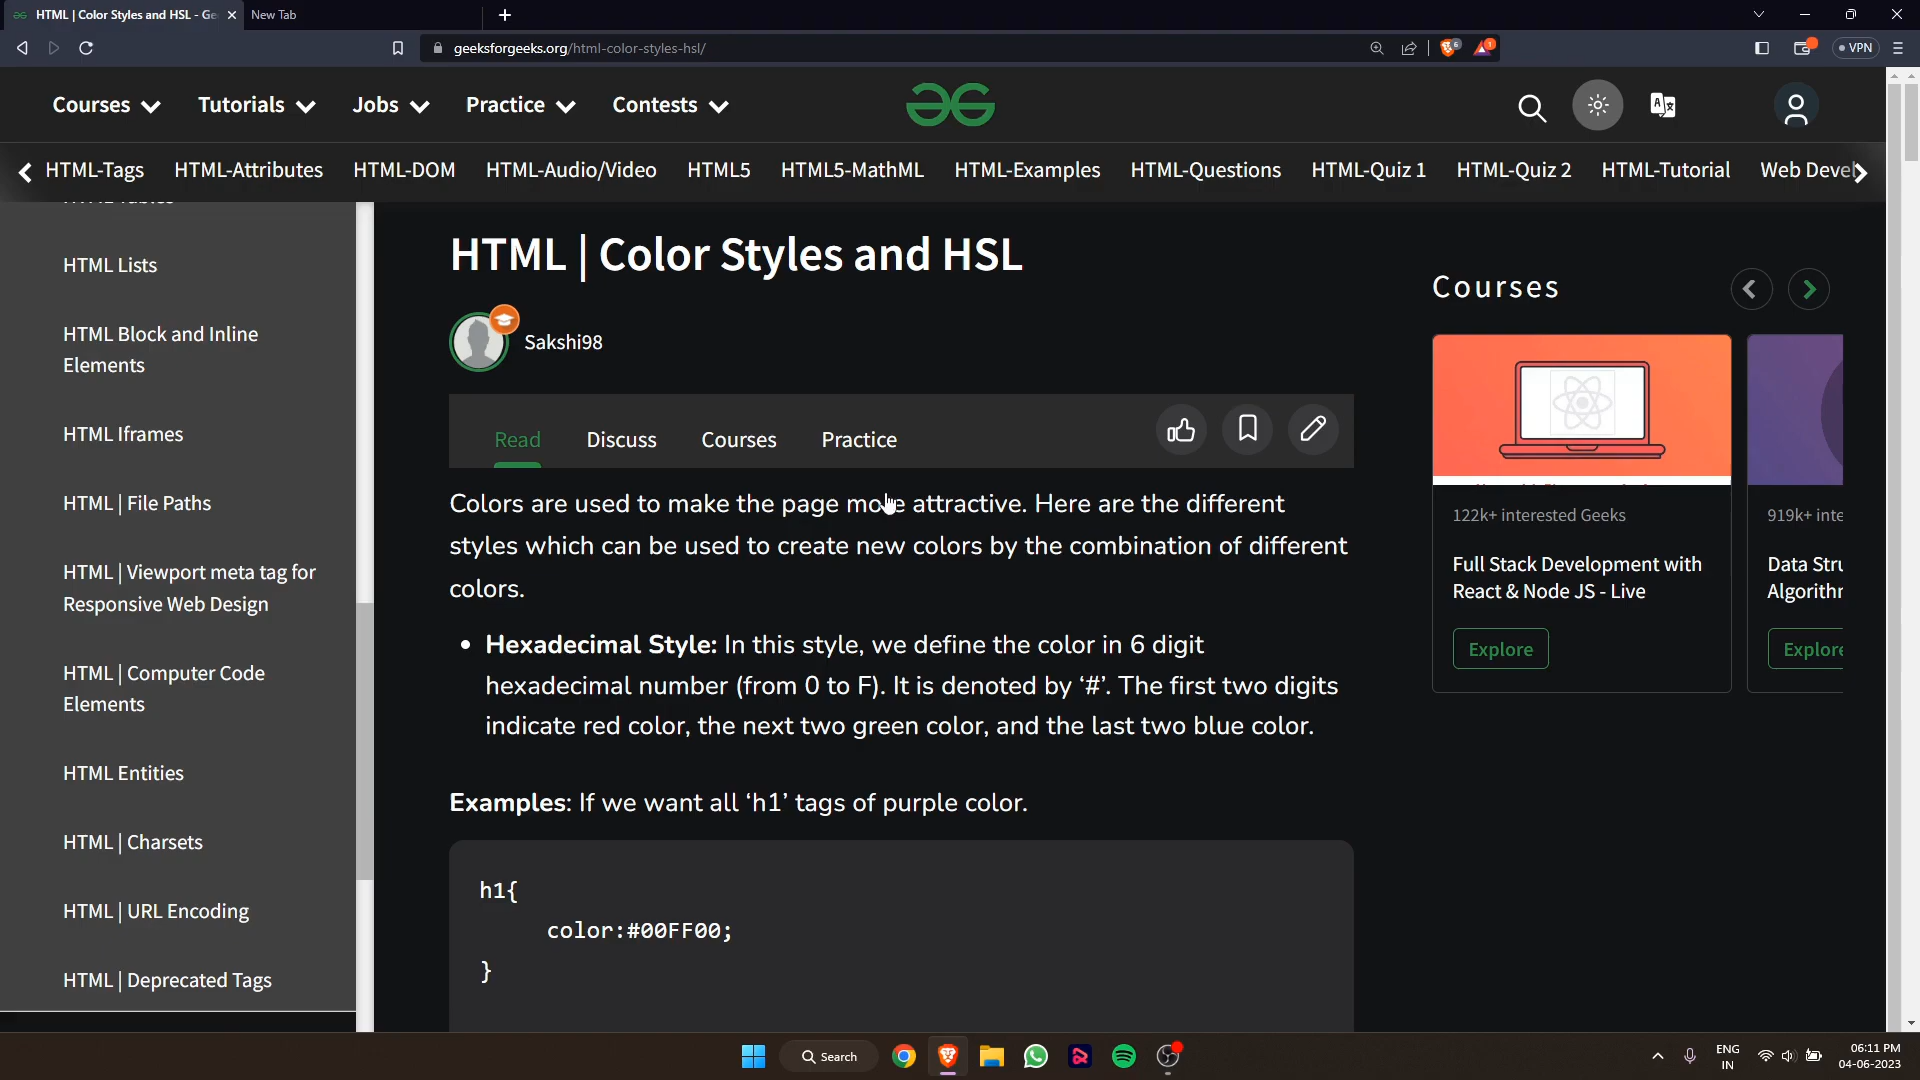 HTML | Color Styles and HSL - Ge
New Tab
geeksforgeeks.org/html-color-styles-hsl/
6
1
VPN
Courses
Tutorials
Jobs
Practice
Contests
HTML-Tags
HTML-Attributes
HTML-DOM
HTML-Audio/Video
HTML5
HTML5-MathML
HTML-Examples
HTML-Questions
HTML-Quiz 1
HTML-Quiz 2
HTML-Tutorial
Web Devel
HTML Lists
HTML Block and Inline
Elements
HTML Iframes
HTML | File Paths
HTML | Viewport meta tag for
Responsive Web Design
HTML | Computer Code
Elements
HTML Entities
HTML | Charsets
HTML | URL Encoding
HTML | Deprecated Tags
HTML | Color Styles and HSL
Sakshi98
Read
Discuss
Courses
Practice
Colors are used to make the page more attractive. Here are the different
styles which can be used to create new colors by the combination of different
colors.
• Hexadecimal Style: In this style, we define the color in 6 digit
hexadecimal number (from 0 to F). It is denoted by ‘#’. The first two digits
indicate red color, the next two green color, and the last two blue color.
Examples: If we want all ‘h1’ tags of purple color.
h1{
color:#00FF00;
}
Courses
122k+ interested Geeks
Full Stack Development with
React & Node JS - Live
Explore
919k+ inte
Data Stru
Algorithm
Explore
Search
ENG
IN
06:11 PM
04-06-2023